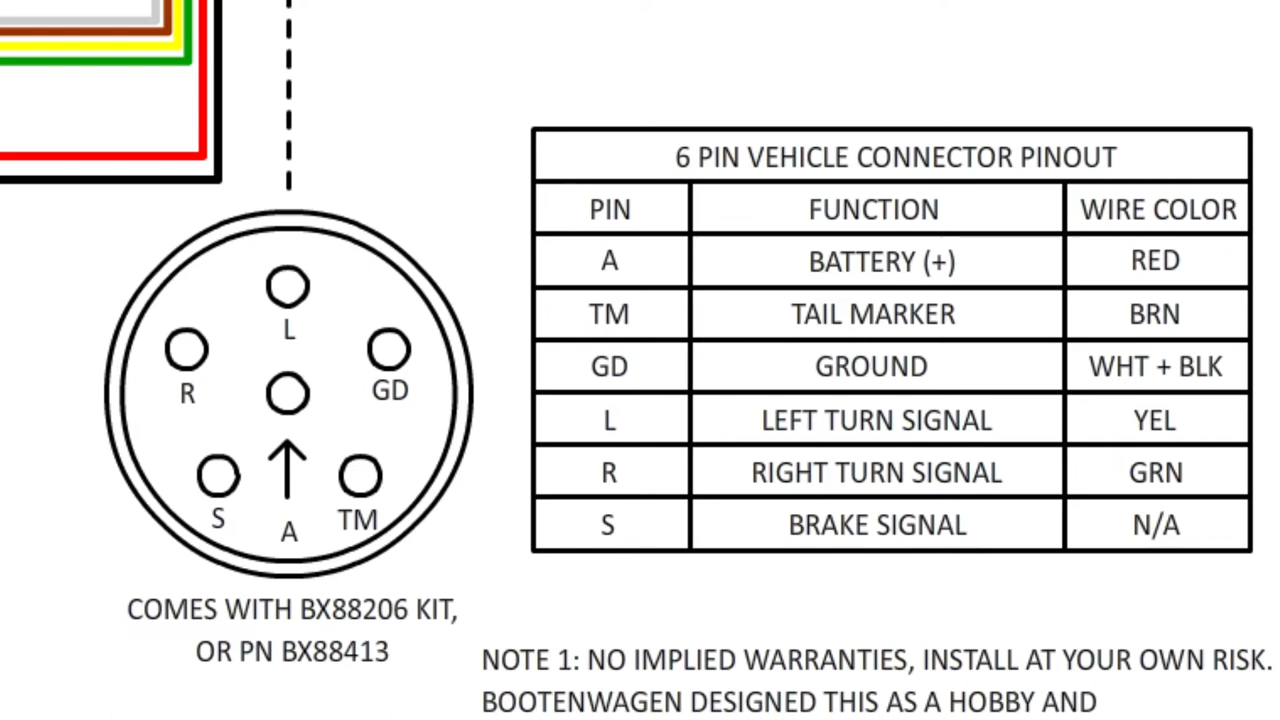 6 PIN VEHICLE CONNECTOR PINOUT
PIN FUNCTION WIRE COLOR
A BATTERY (+) RED
TM TAIL MARKER BRN
GD GROUND WHT + BLK
L LEFT TURN SIGNAL YEL
R RIGHT TURN SIGNAL GRN
S BRAKE SIGNAL N/A
L
R
GD
S
A
TM
COMES WITH BX88206 KIT,
OR PN BX88413
NOTE 1: NO IMPLIED WARRANTIES, INSTALL AT YOUR OWN RISK.
BOOTENWAGEN DESIGNED THIS AS A HOBBY AND